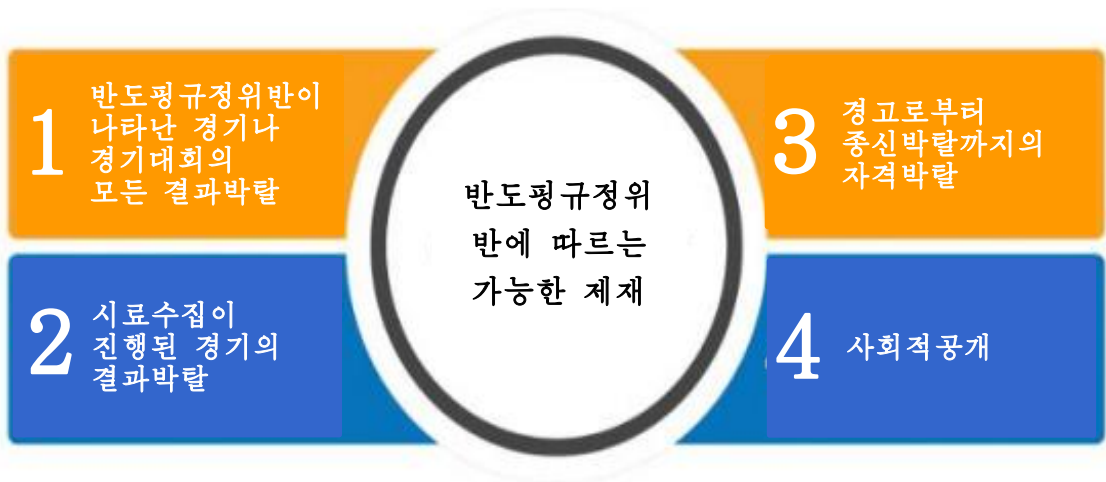 1
반도핑규정위반이
나타난 경기나
경기대회의
모든 결과박탈
2
시료수집이
진행된 경기의
결과박탈
반도핑규정위
반에 따르는
가능한 제재
3
경고로부터
종신박탈까지의
자격박탈
4
사회적공개